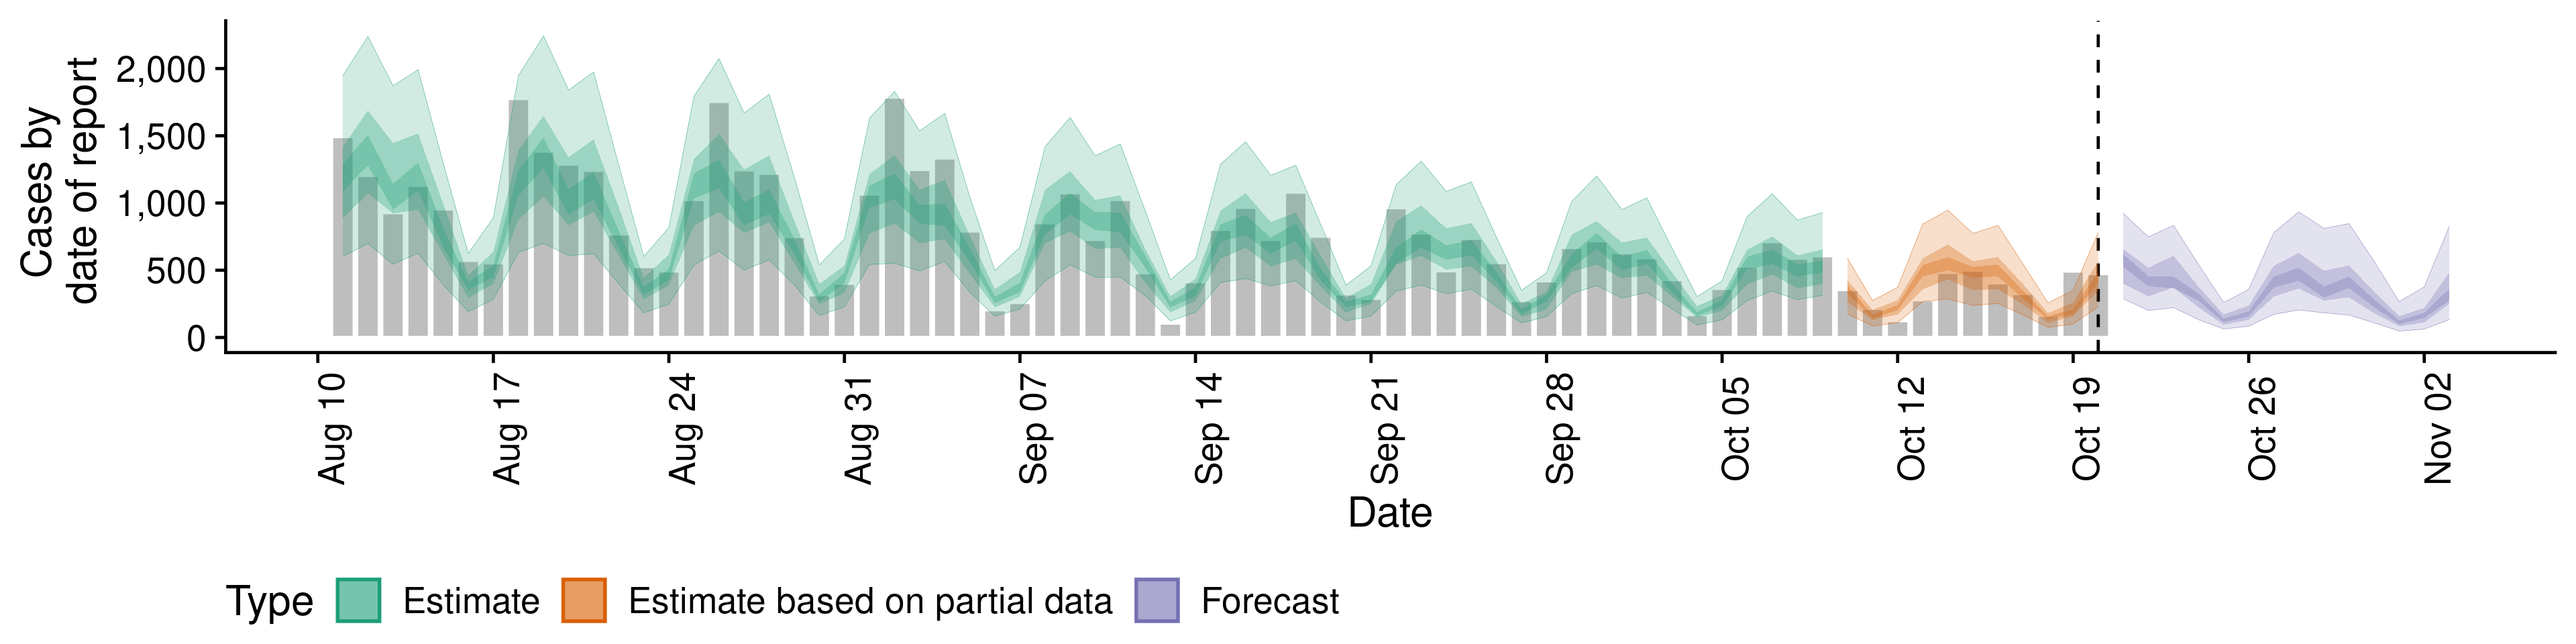 Cases by
date of report
2,000
1,500
1,000
500
0
Aug 10
Aug 17
Aug 24
Aug 31
Sep 07
Sep 14
Sep 21
Sep 28
Oct 05
Oct 12
Oct 19
Oct 26
Nov 02
Date
Type Estimate Estimate based on partial data Forecast